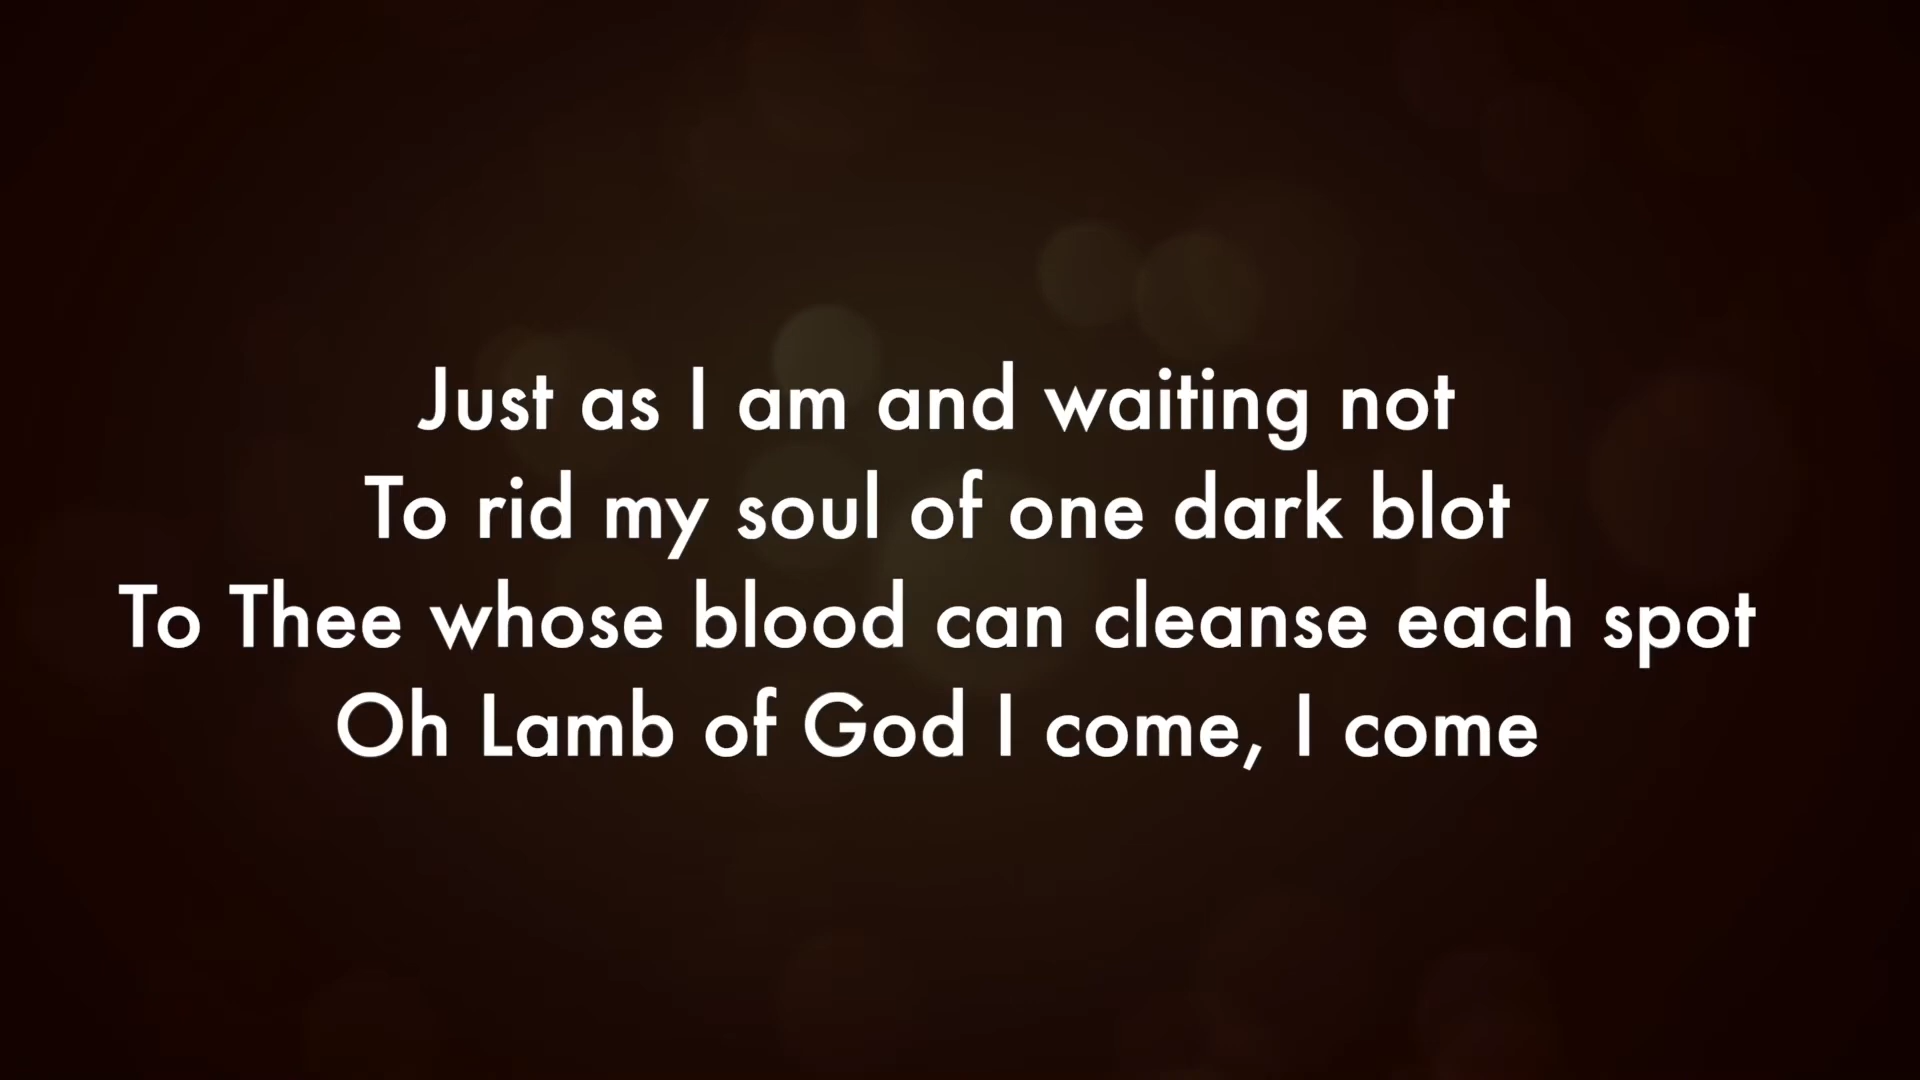 Just as I am and waiting not
To rid my soul of one dark blot
To Thee whose blood can cleanse each spot
Oh Lamb of God I come, I come